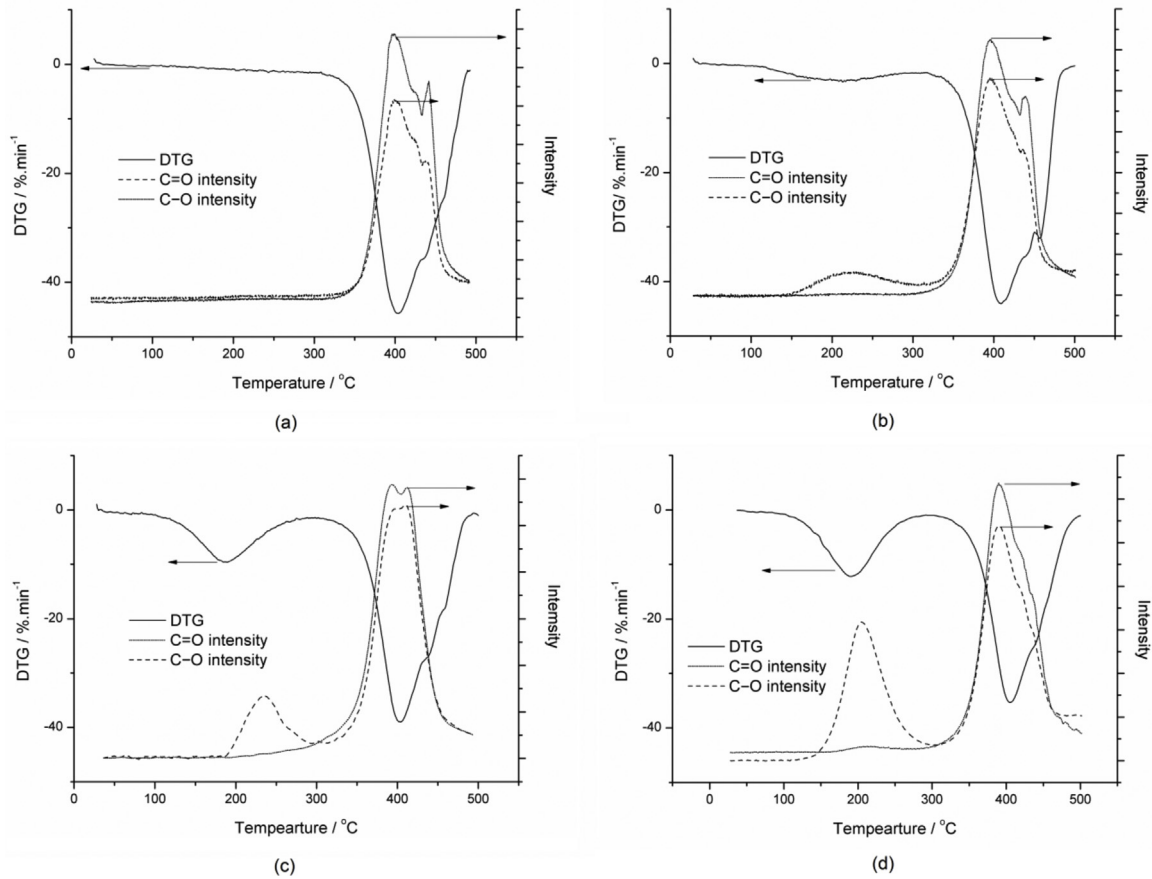 DTG / %.min⁻¹
0
-20
-40
DTG
C=O intensity
C−O intensity
Intensity
0 100 200 300 400 500
Temperature / °C
(a)
DTG/ %.min⁻¹
0
-20
-40
DTG
C=O intensity
C−O intensity
Intensity
0 100 200 300 400 500
Temperature / °C
(b)
DTG / %.min⁻¹
0
-20
-40
DTG
C=O intensity
C−O intensity
Intemsity
0 100 200 300 400 500
Tempearture / °C
(c)
DTG / %.min⁻¹
0
-20
-40
DTG
C=O intensity
C−O intensity
Intensity
0 100 200 300 400 500
Tempearture / °C
(d)